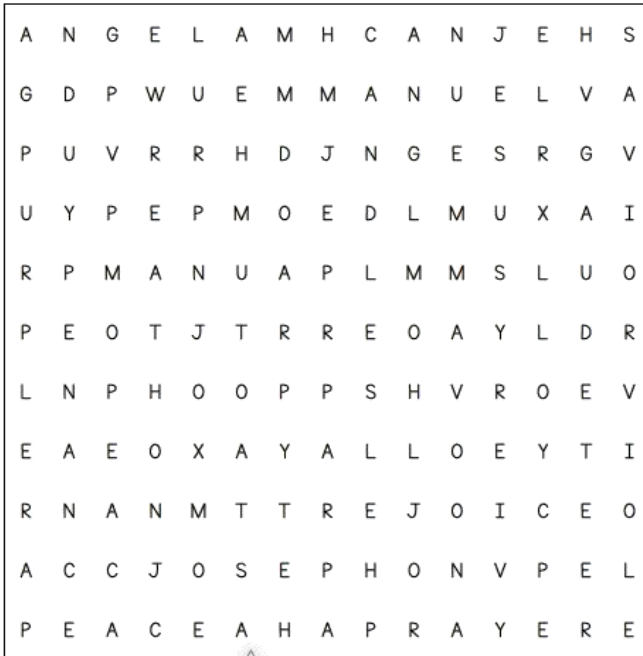 A N G E L A M H C A N J E H S
G D P W U E M M A N U E L V A
P U V R R H D J N G E S R G V
U Y P E P M O E D L M U X A I
R P M A N U A P L M M S L U O
P E O T J T R R E O A Y L D R
L N P H O O P P S H V R O E V
E A E O X A Y A L L O E Y T I
R N A N M T T R E J O I C E O
A C C J O S E P H O N V P E L
P E A C E A H A P R A Y E R E